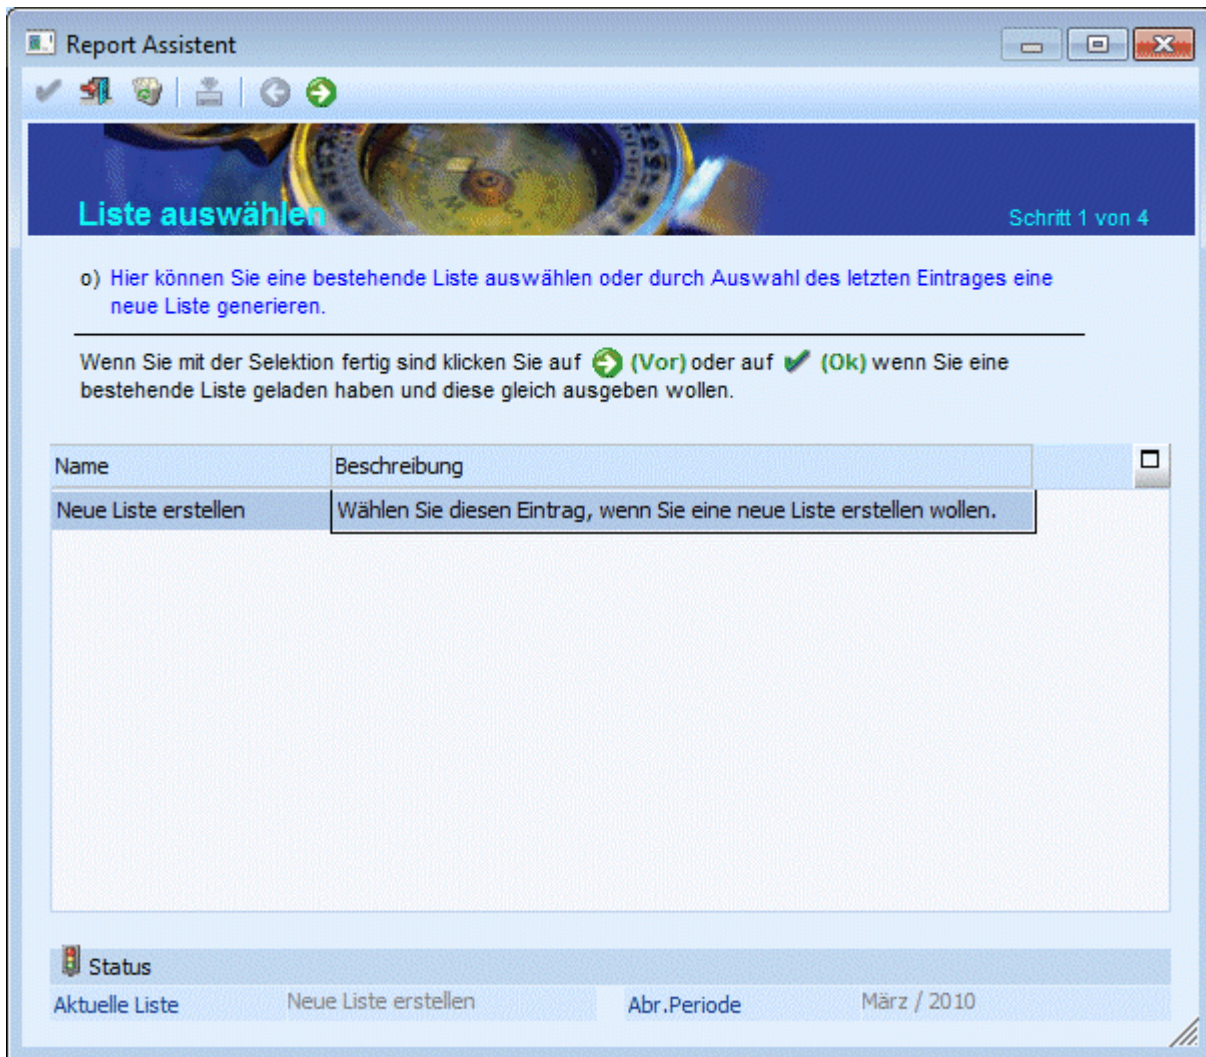 Report Assistent
Liste auswählen
Schritt 1 von 4
o) Hier können Sie eine bestehende Liste auswählen oder durch Auswahl des letzten Eintrages eine
neue Liste generieren.
Wenn Sie mit der Selektion fertig sind klicken Sie auf (Vor) oder auf (Ok) wenn Sie eine
bestehende Liste geladen haben und diese gleich ausgeben wollen.
Name Beschreibung
Neue Liste erstellen Wählen Sie diesen Eintrag, wenn Sie eine neue Liste erstellen wollen.
Status
Aktuelle Liste Neue Liste erstellen Abr.Periode März / 2010